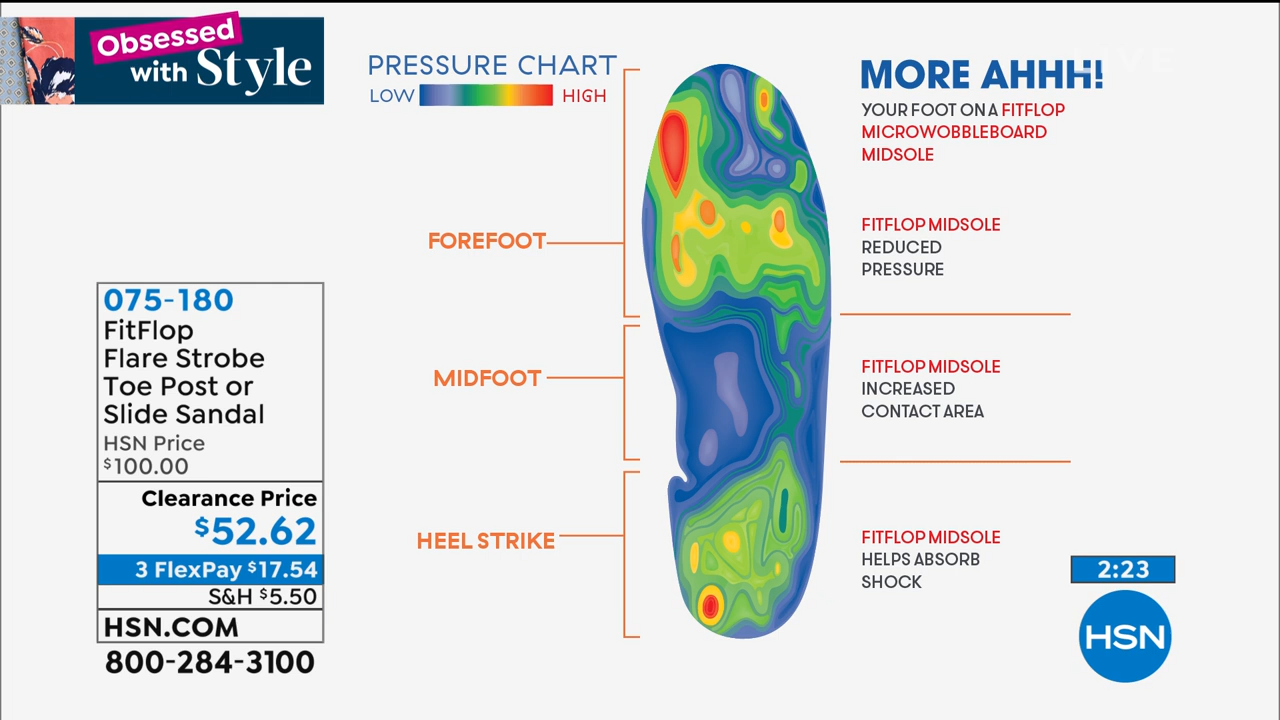 Obsessed
with Style
PRESSURE CHART
LOW HIGH
LIVE
MORE AHHH!
YOUR FOOT ON A FITFLOP
MICROWOBBLEBOARD
MIDSOLE
FOREFOOT
FITFLOP MIDSOLE
REDUCED
PRESSURE
MIDFOOT
FITFLOP MIDSOLE
INCREASED
CONTACT AREA
HEEL STRIKE
FITFLOP MIDSOLE
HELPS ABSORB
SHOCK
075-180
FitFlop
Flare Strobe
Toe Post or
Slide Sandal
HSN Price
$100.00
Clearance Price
$52.62
3 FlexPay $17.54
S&H $5.50
HSN.COM
800-284-3100
2:23
HSN